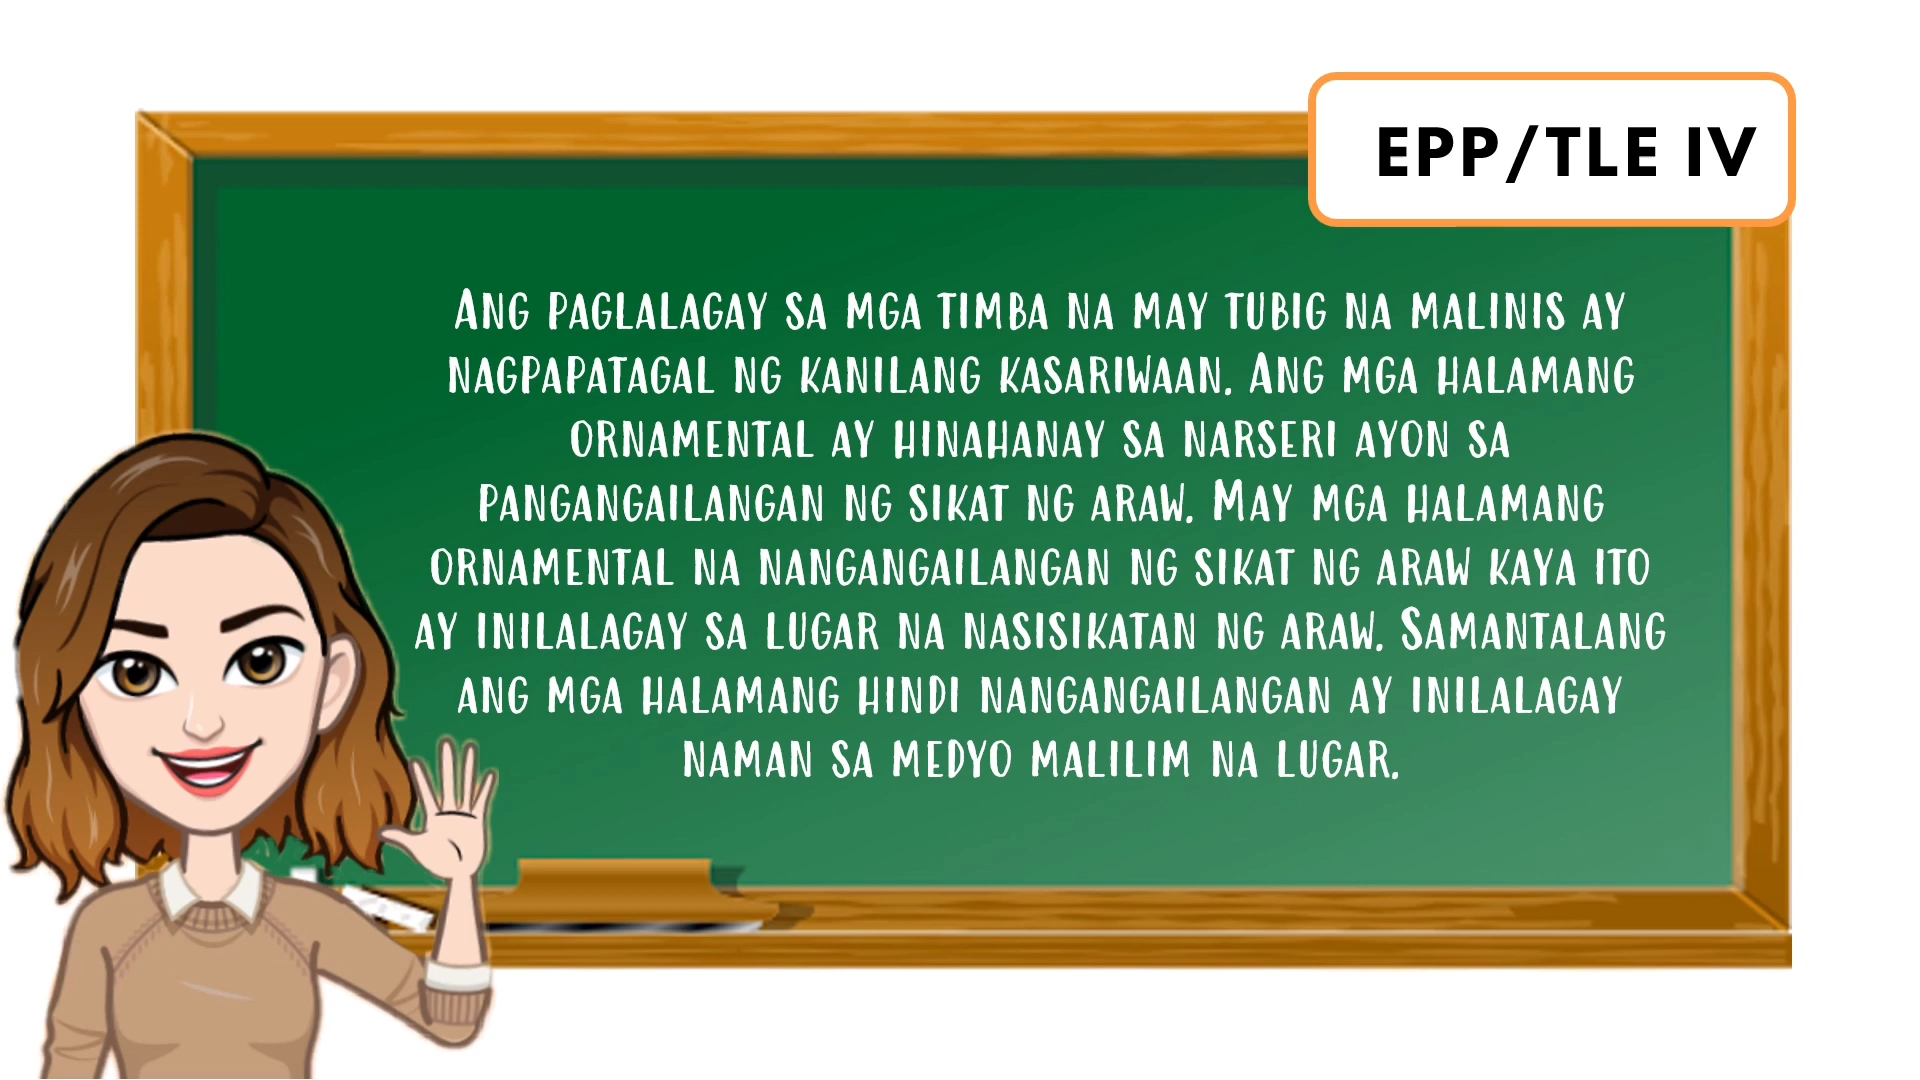 EPP/TLE IV
Ang paglalagay sa mga timba na may tubig na malinis ay
nagpapatagal ng kanilang kasariwaan. Ang mga halamang
ornamental ay hinahanay sa narseri ayon sa
pangangailangan ng sikat ng araw. May mga halamang
ornamental na nangangailangan ng sikat ng araw kaya ito
ay inilalagay sa lugar na nasisikatan ng araw. Samantalang
ang mga halamang hindi nangangailangan ay inilalagay
naman sa medyo malilim na lugar.